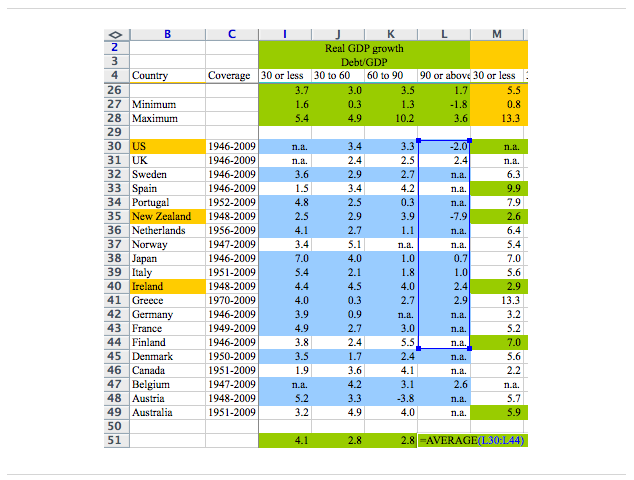 B C I J K L M
2 Real GDP growth
3 Debt/GDP
4 Country Coverage 30 or less 30 to 60 60 to 90 90 or above 30 or less
26 3.7 3.0 3.5 1.7 5.5
27 Minimum 1.6 0.3 1.3 -1.8 0.8
28 Maximum 5.4 4.9 10.2 3.6 13.3
29
30 US 1946-2009 n.a. 3.4 3.3 -2.0 n.a.
31 UK 1946-2009 n.a. 2.4 2.5 2.4 n.a.
32 Sweden 1946-2009 3.6 2.9 2.7 n.a. 6.3
33 Spain 1946-2009 1.5 3.4 4.2 n.a. 9.9
34 Portugal 1952-2009 4.8 2.5 0.3 n.a. 7.9
35 New Zealand 1948-2009 2.5 2.9 3.9 -7.9 2.6
36 Netherlands 1956-2009 4.1 2.7 1.1 n.a. 6.4
37 Norway 1947-2009 3.4 5.1 n.a. n.a. 5.4
38 Japan 1946-2009 7.0 4.0 1.0 0.7 7.0
39 Italy 1951-2009 5.4 2.1 1.8 1.0 5.6
40 Ireland 1948-2009 4.4 4.5 4.0 2.4 2.9
41 Greece 1970-2009 4.0 0.3 2.7 2.9 13.3
42 Germany 1946-2009 3.9 0.9 n.a. n.a. 3.2
43 France 1949-2009 4.9 2.7 3.0 n.a. 5.2
44 Finland 1946-2009 3.8 2.4 5.5 n.a. 7.0
45 Denmark 1950-2009 3.5 1.7 2.4 n.a. 5.6
46 Canada 1951-2009 1.9 3.6 4.1 n.a. 2.2
47 Belgium 1947-2009 n.a. 4.2 3.1 2.6 n.a.
48 Austria 1948-2009 5.2 3.3 -3.8 n.a. 5.7
49 Australia 1951-2009 3.2 4.9 4.0 n.a. 5.9
50
51 4.1 2.8 2.8 =AVERAGE(L30:L44)